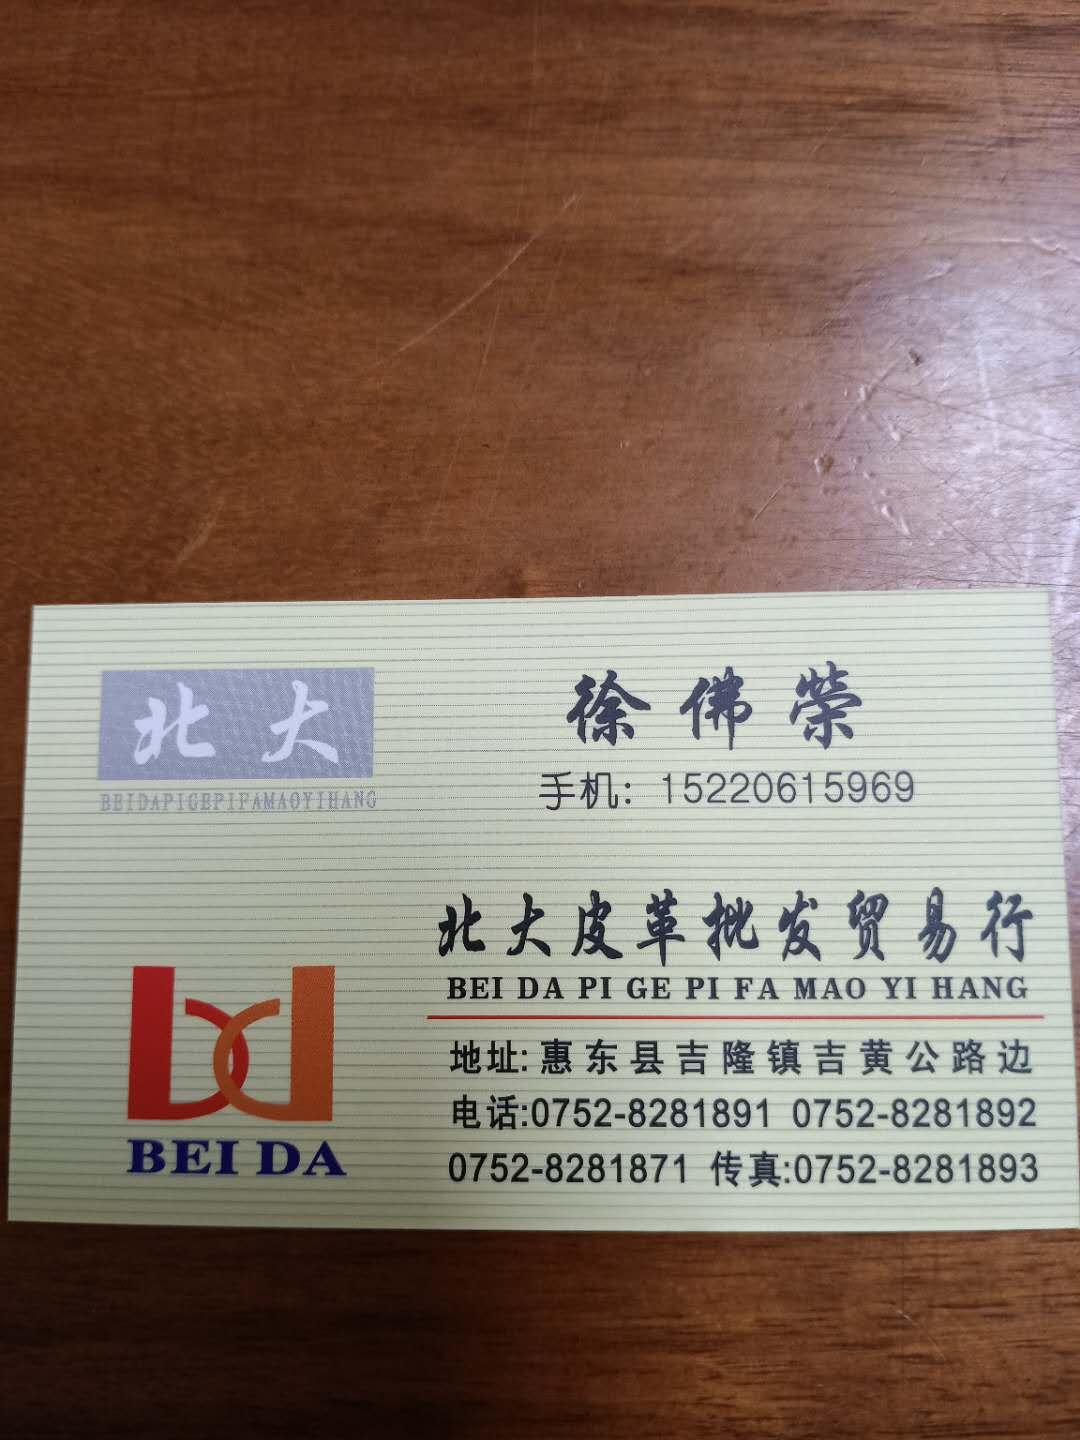 北大
BEIDAPIGEPIFAMAOYIHANG
徐佛榮
手机：15220615969
北大皮革批发贸易行
BEI DA PI GE PI FA MAO YI HANG
bd
BEI DA
地址:惠东县吉隆镇吉黄公路边
电话:0752-8281891 0752-8281892
0752-8281871 传真:0752-8281893